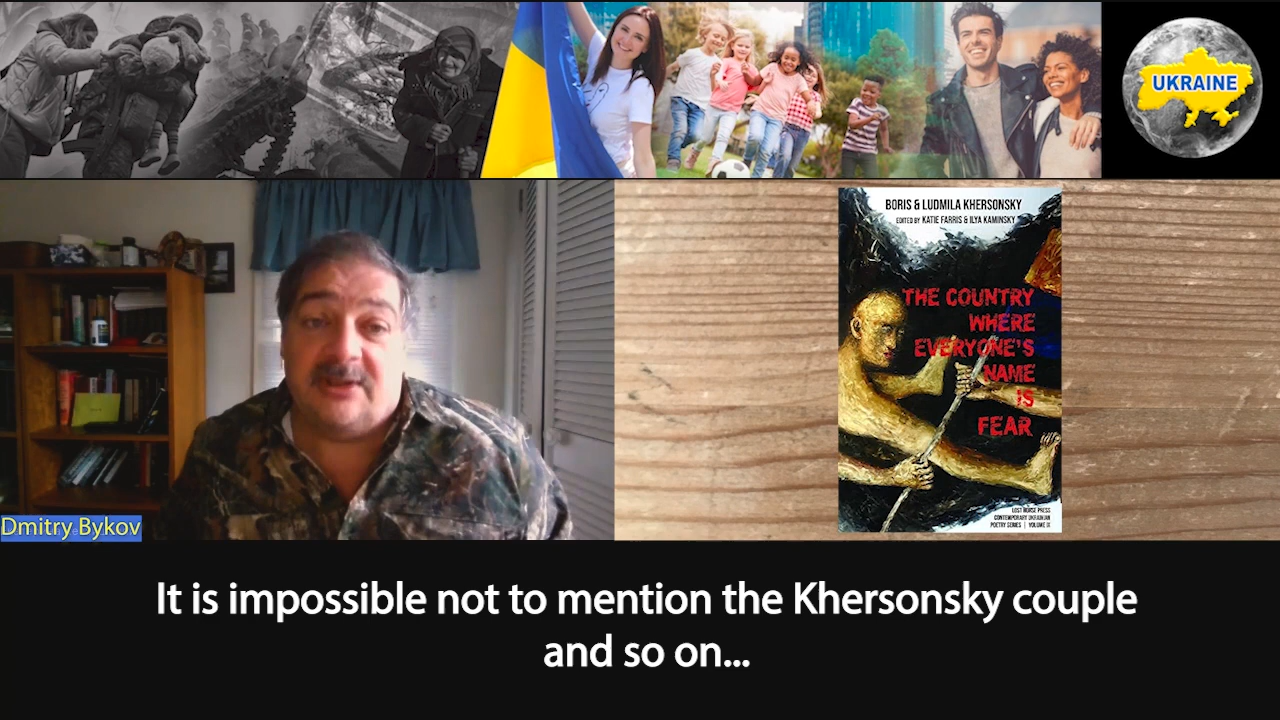 UKRAINE
BORIS & LUDMILA KHERSONSKY
EDITED BY KATIE FARRIS & ILYA KAMINSKY
THE COUNTRY
WHERE
EVERYONE'S
NAME
IS
FEAR
LOST HORSE PRESS
CONTEMPORARY UKRAINIAN
POETRY SERIES | VOLUME IX
Dmitry Bykov
It is impossible not to mention the Khersonsky couple
and so on...